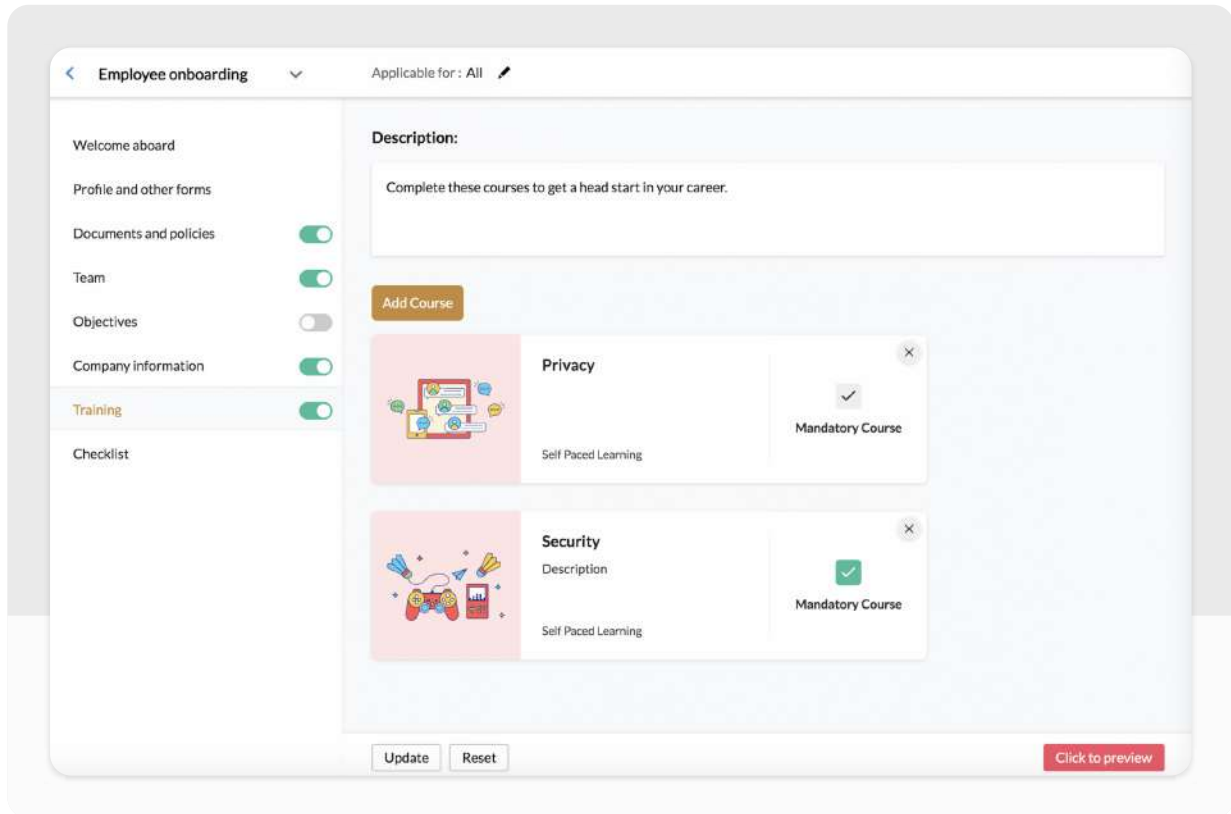 Employee onboarding
Applicable for : All
Welcome aboard
Profile and other forms
Documents and policies
Team
Objectives
Company information
Training
Checklist
Description:
Complete these courses to get a head start in your career.
Add Course
Privacy
Self Paced Learning
Mandatory Course
Security
Description
Self Paced Learning
Mandatory Course
Update
Reset
Click to preview